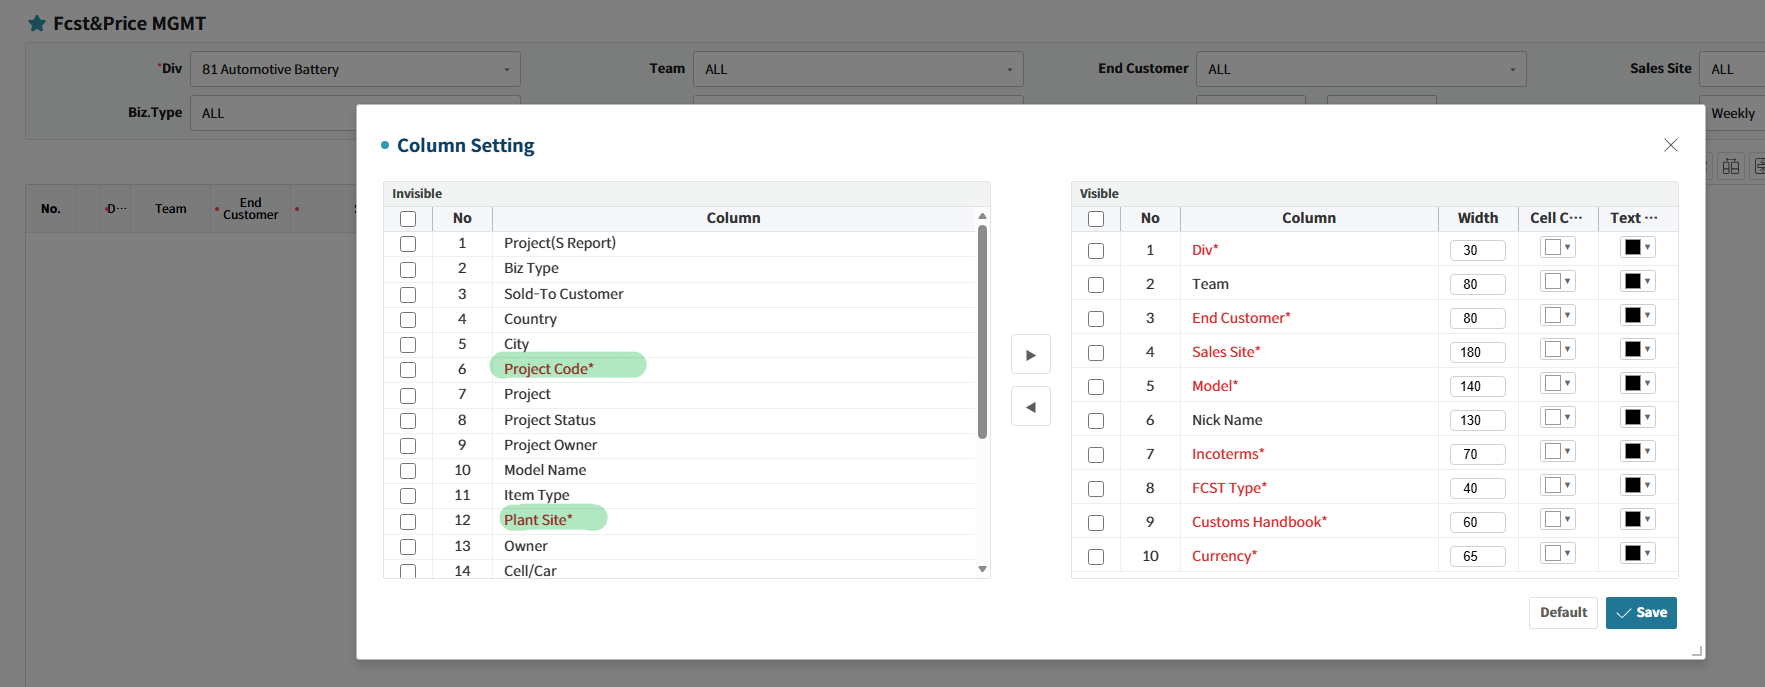 Fcst&Price MGMT
*Div 81 Automotive Battery Team ALL End Customer ALL Sales Site ALL
Biz.Type ALL Weekly
No. *D··· Team * End Customer *
Column Setting
Invisible
No Column
1 Project(S Report)
2 Biz Type
3 Sold-To Customer
4 Country
5 City
6 Project Code*
7 Project
8 Project Status
9 Project Owner
10 Model Name
11 Item Type
12 Plant Site*
13 Owner
14 Cell/Car
Visible
No Column Width Cell C··· Text ···
1 Div* 30
2 Team 80
3 End Customer* 80
4 Sales Site* 180
5 Model* 140
6 Nick Name 130
7 Incoterms* 70
8 FCST Type* 40
9 Customs Handbook* 60
10 Currency* 65
Default Save